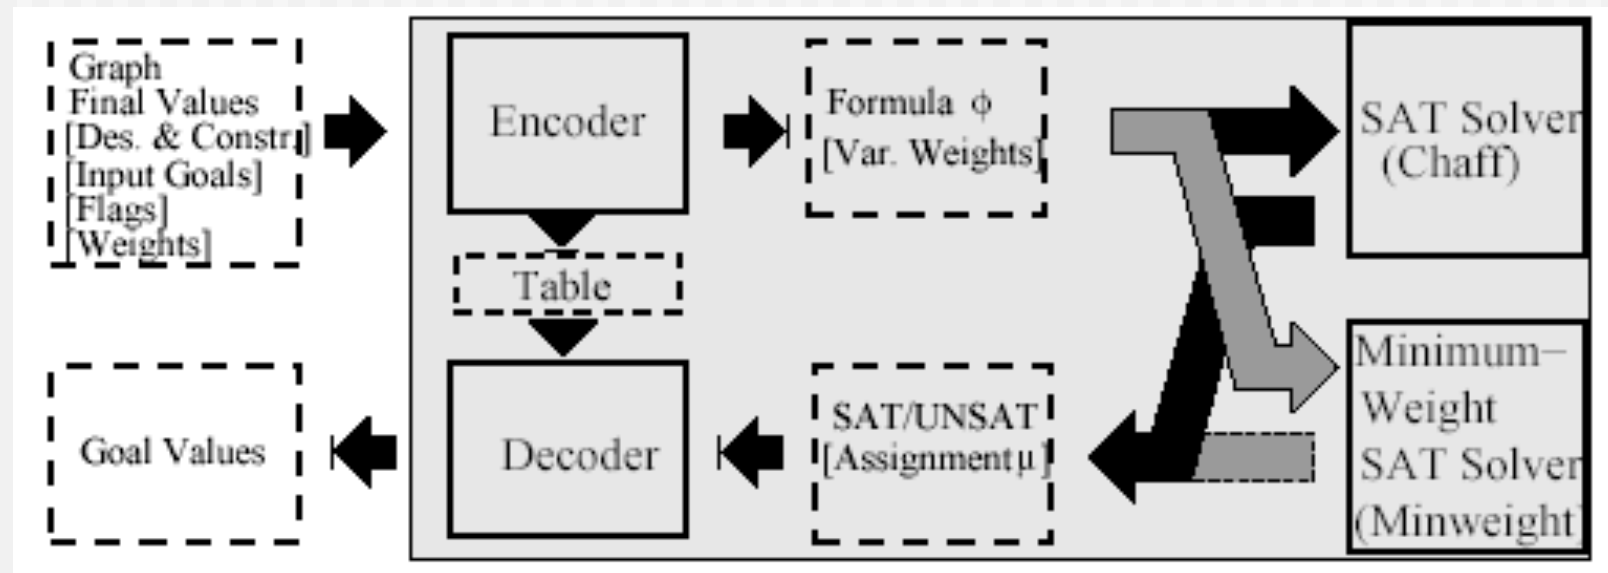 Graph
Final Values
[Des. & Constr.]
[Input Goals]
[Flags]
[Weights]
Encoder
Formula ϕ
[Var. Weights]
SAT Solver
(Chaff)
Table
Goal Values
Decoder
SAT/UNSAT
[Assignment μ]
Minimum–
Weight
SAT Solver
(Minweight)